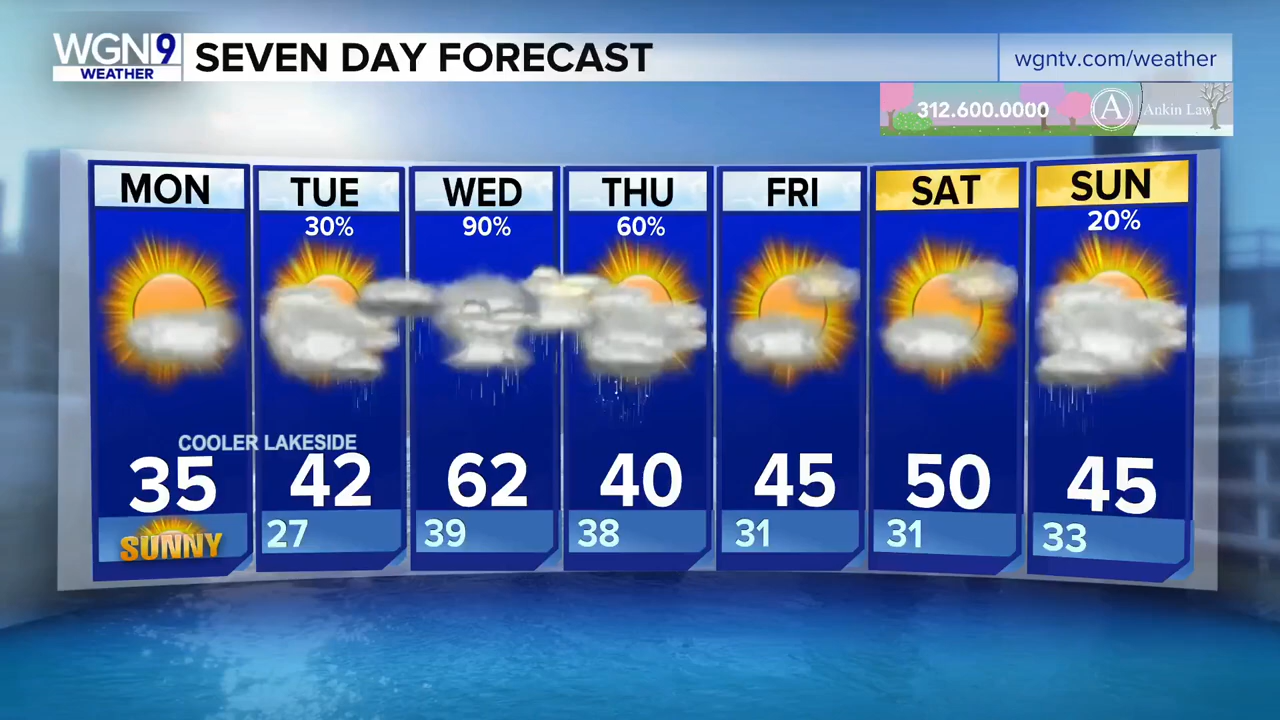 WGN 9
WEATHER
SEVEN DAY FORECAST
wgntv.com/weather
312.600.0000
A
Ankin Law
MON TUE WED THU FRI SAT SUN
30% 90% 60% 20%
COOLER LAKESIDE
35 42 62 40 45 50 45
SUNNY 27 39 38 31 31 33